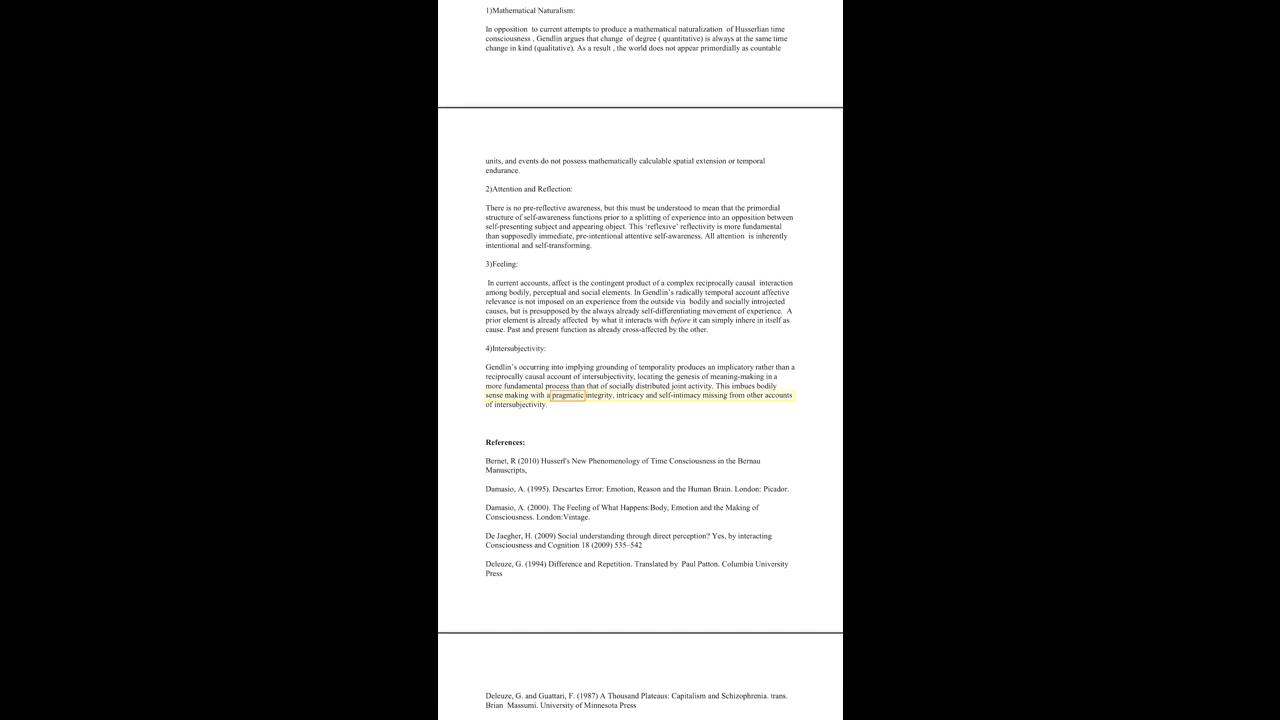 1)Mathematical Naturalism:
In opposition  to current attempts to produce a mathematical naturalization  of Husserlian time
consciousness , Gendlin argues that change  of degree ( quantitative) is always at the same time
change in kind (qualitative). As a result , the world does not appear primordially as countable
units, and events do not possess mathematically calculable spatial extension or temporal
endurance.
2)Attention and Reflection:
There is no pre-reflective awareness, but this must be understood to mean that the primordial
structure of self-awareness functions prior to a splitting of experience into an opposition between
self-presenting subject and appearing object. This ‘reflexive’ reflectivity is more fundamental
than supposedly immediate, pre-intentional attentive self-awareness. All attention  is inherently
intentional and self-transforming.
3)Feeling:
In current accounts, affect is the contingent product of a complex reciprocally causal  interaction
among bodily, perceptual and social elements. In Gendlin’s radically temporal account affective
relevance is not imposed on an experience from the outside via  bodily and socially introjected
causes, but is presupposed by the always already self-differentiating movement of experience.  A
prior element is already affected  by what it interacts with before it can simply inhere in itself as
cause. Past and present function as already cross-affected by the other.
4)Intersubjectivity:
Gendlin’s occurring into implying grounding of temporality produces an implicatory rather than a
reciprocally causal account of intersubjectivity, locating the genesis of meaning-making in a
more fundamental process than that of socially distributed joint activity. This imbues bodily
sense making with a pragmatic integrity, intricacy and self-intimacy missing from other accounts
of intersubjectivity.
References:
Bernet, R (2010) Husserl's New Phenomenology of Time Consciousness in the Bernau
Manuscripts,
Damasio, A. (1995). Descartes Error: Emotion, Reason and the Human Brain. London: Picador.
Damasio, A. (2000). The Feeling of What Happens:Body, Emotion and the Making of
Consciousness. London:Vintage.
De Jaegher, H. (2009) Social understanding through direct perception? Yes, by interacting
Consciousness and Cognition 18 (2009) 535–542
Deleuze, G. (1994) Difference and Repetition. Translated by  Paul Patton. Columbia University
Press
Deleuze, G. and Guattari, F. (1987) A Thousand Plateaus: Capitalism and Schizophrenia. trans.
Brian  Massumi. University of Minnesota Press